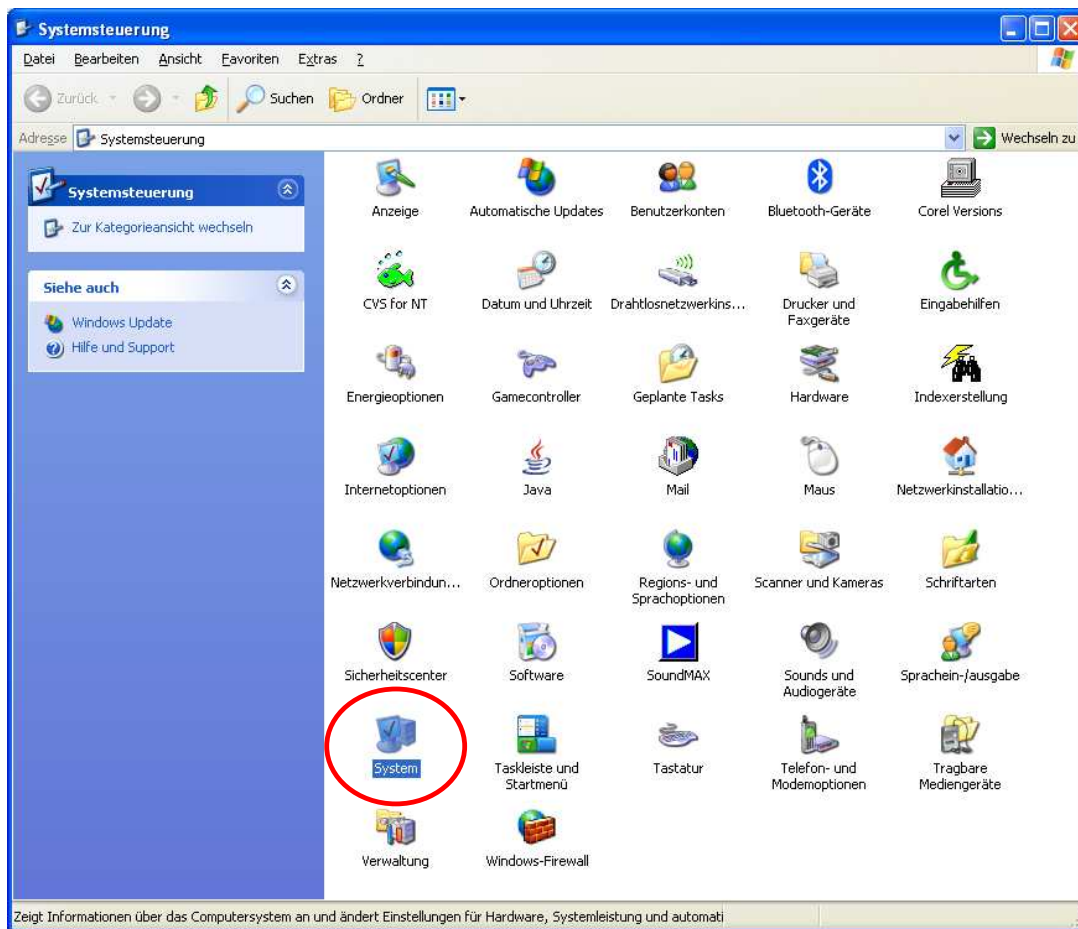 Systemsteuerung
Datei Bearbeiten Ansicht Favoriten Extras ?
Zurück Suchen Ordner
Adresse Systemsteuerung Wechseln zu
Systemsteuerung
Zur Kategorieansicht wechseln
Siehe auch
Windows Update
Hilfe und Support
Anzeige Automatische Updates Benutzerkonten Bluetooth-Geräte Corel Versions
CVS for NT Datum und Uhrzeit Drahtlosnetzwerkins... Drucker und Eingabehilfen
Faxgeräte
Energieoptionen Gamecontroller Geplante Tasks Hardware Indexerstellung
Internetoptionen Java Mail Maus Netzwerkinstallatio...
Netzwerkverbindun... Ordneroptionen Regions- und Scanner und Kameras Schriftarten
Sprachoptionen
Sicherheitscenter Software SoundMAX Sounds und Sprachein-/ausgabe
Audiogeräte
System Taskleiste und Tastatur Telefon- und Tragbare
Startmenü Modemoptionen Mediengeräte
Verwaltung Windows-Firewall
Zeigt Informationen über das Computersystem an und ändert Einstellungen für Hardware, Systemleistung und automati